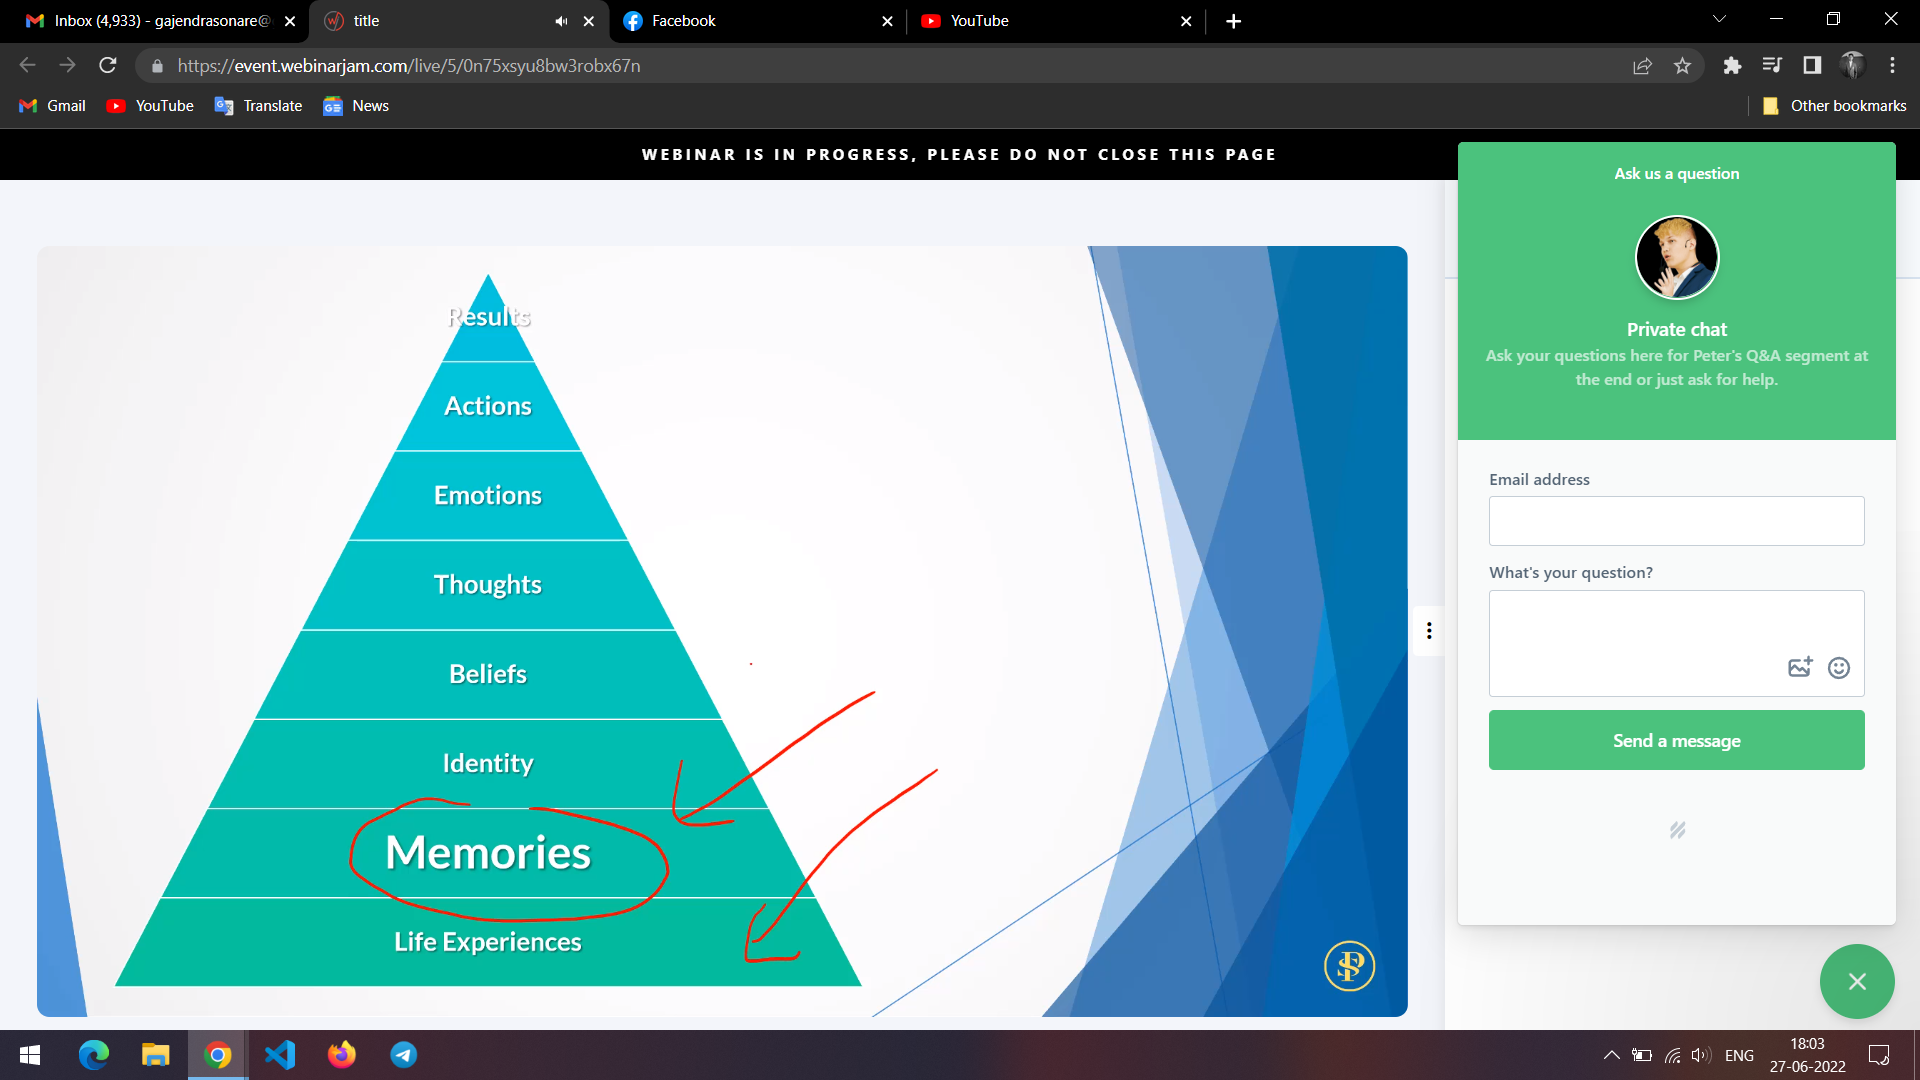 Inbox (4,933) - gajendrasonare@
title
Facebook
YouTube
https://event.webinarjam.com/live/5/0n75xsyu8bw3robx67n
Gmail
YouTube
Translate
News
Other bookmarks
WEBINAR IS IN PROGRESS, PLEASE DO NOT CLOSE THIS PAGE
Results
Actions
Emotions
Thoughts
Beliefs
Identity
Memories
Life Experiences
Ask us a question
Private chat
Ask your questions here for Peter's Q&A segment at
the end or just ask for help.
Email address
What's your question?
Send a message
ENG
18:03
27-06-2022